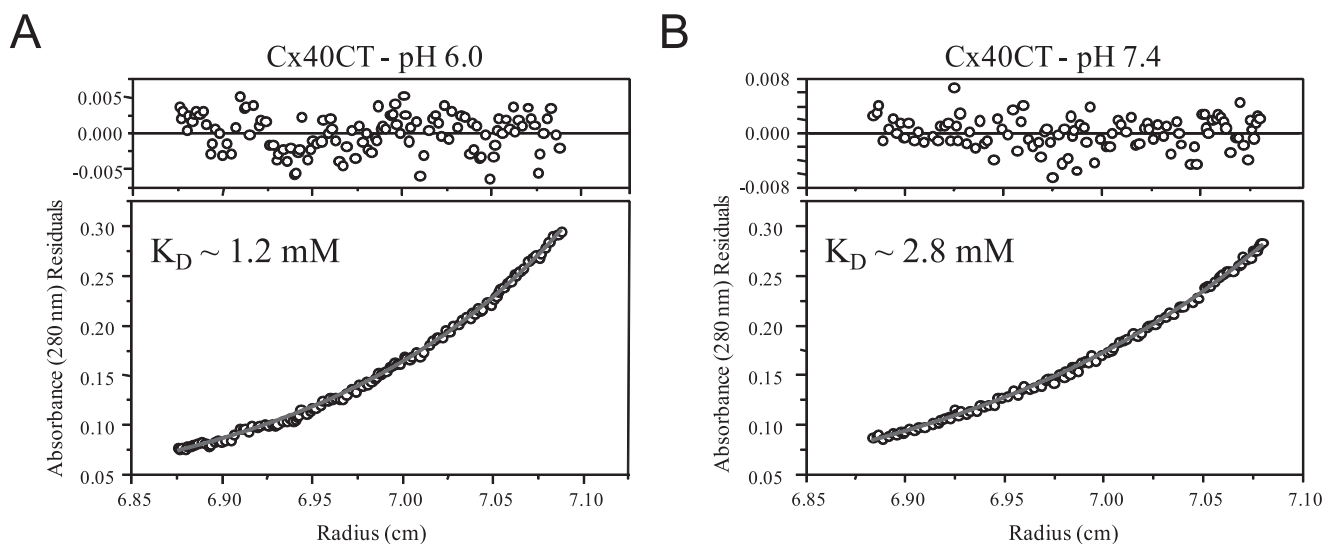 A
Cx40CT - pH 6.0
0.005
0.000
-0.005
Absorbance (280 nm) Residuals
K_D ~ 1.2 mM
0.30
0.25
0.20
0.15
0.10
0.05
6.85 6.90 6.95 7.00 7.05 7.10
Radius (cm)
B
Cx40CT - pH 7.4
0.008
0.000
-0.008
Absorbance (280 nm) Residuals
K_D ~ 2.8 mM
0.30
0.25
0.20
0.15
0.10
0.05
6.85 6.90 6.95 7.00 7.05 7.10
Radius (cm)